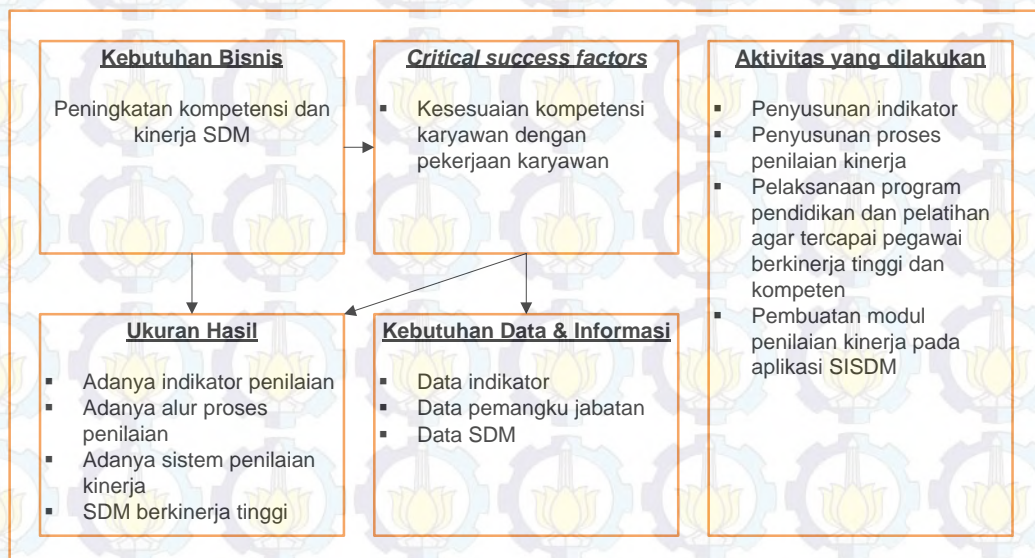 Kebutuhan Bisnis
Peningkatan kompetensi dan
kinerja SDM
Critical success factors
▪ Kesesuaian kompetensi
karyawan dengan
pekerjaan karyawan
Aktivitas yang dilakukan
▪ Penyusunan indikator
▪ Penyusunan proses
penilaian kinerja
▪ Pelaksanaan program
pendidikan dan pelatihan
agar tercapai pegawai
berkinerja tinggi dan
kompeten
▪ Pembuatan modul
penilaian kinerja pada
aplikasi SISDM
Ukuran Hasil
▪ Adanya indikator penilaian
▪ Adanya alur proses
penilaian
▪ Adanya sistem penilaian
kinerja
▪ SDM berkinerja tinggi
Kebutuhan Data & Informasi
▪ Data indikator
▪ Data pemangku jabatan
▪ Data SDM